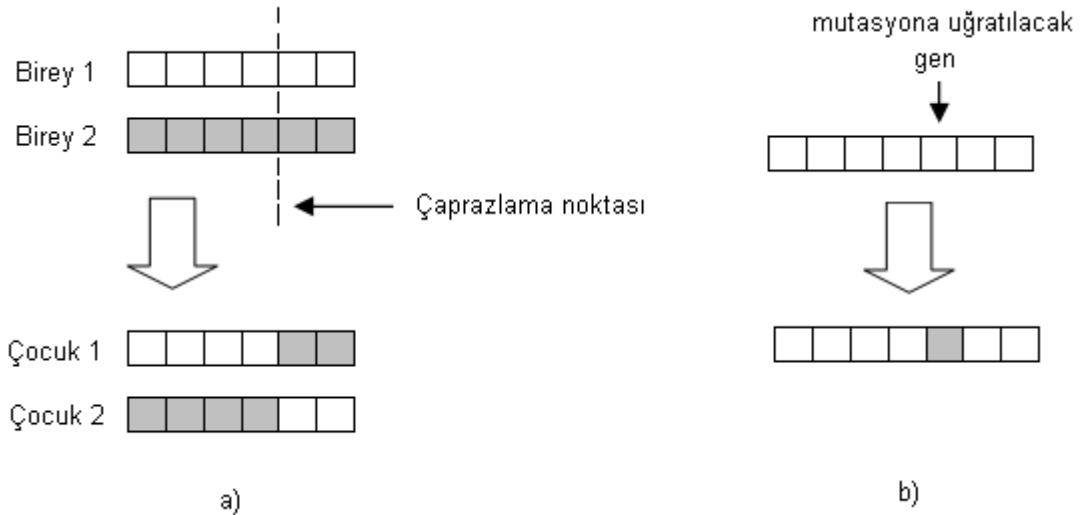 Birey 1
Birey 2
Çaprazlama noktası
Çocuk 1
Çocuk 2
a)
mutasyona uğratılacak
gen
b)